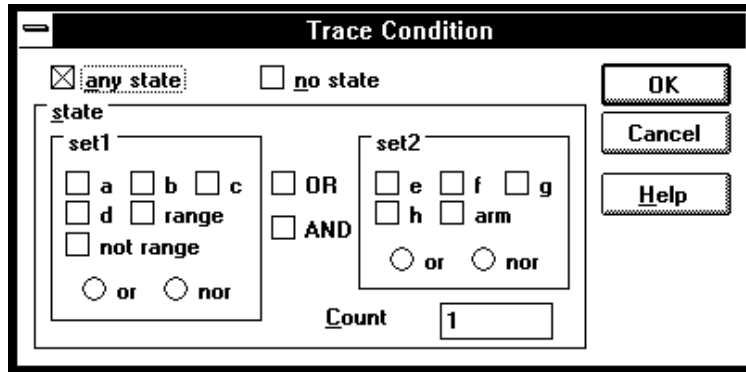 Trace Condition
any state no state
state
set1
a b c
d range
not range
or nor
OR
AND
set2
e f g
h arm
or nor
Count 1
OK
Cancel
Help